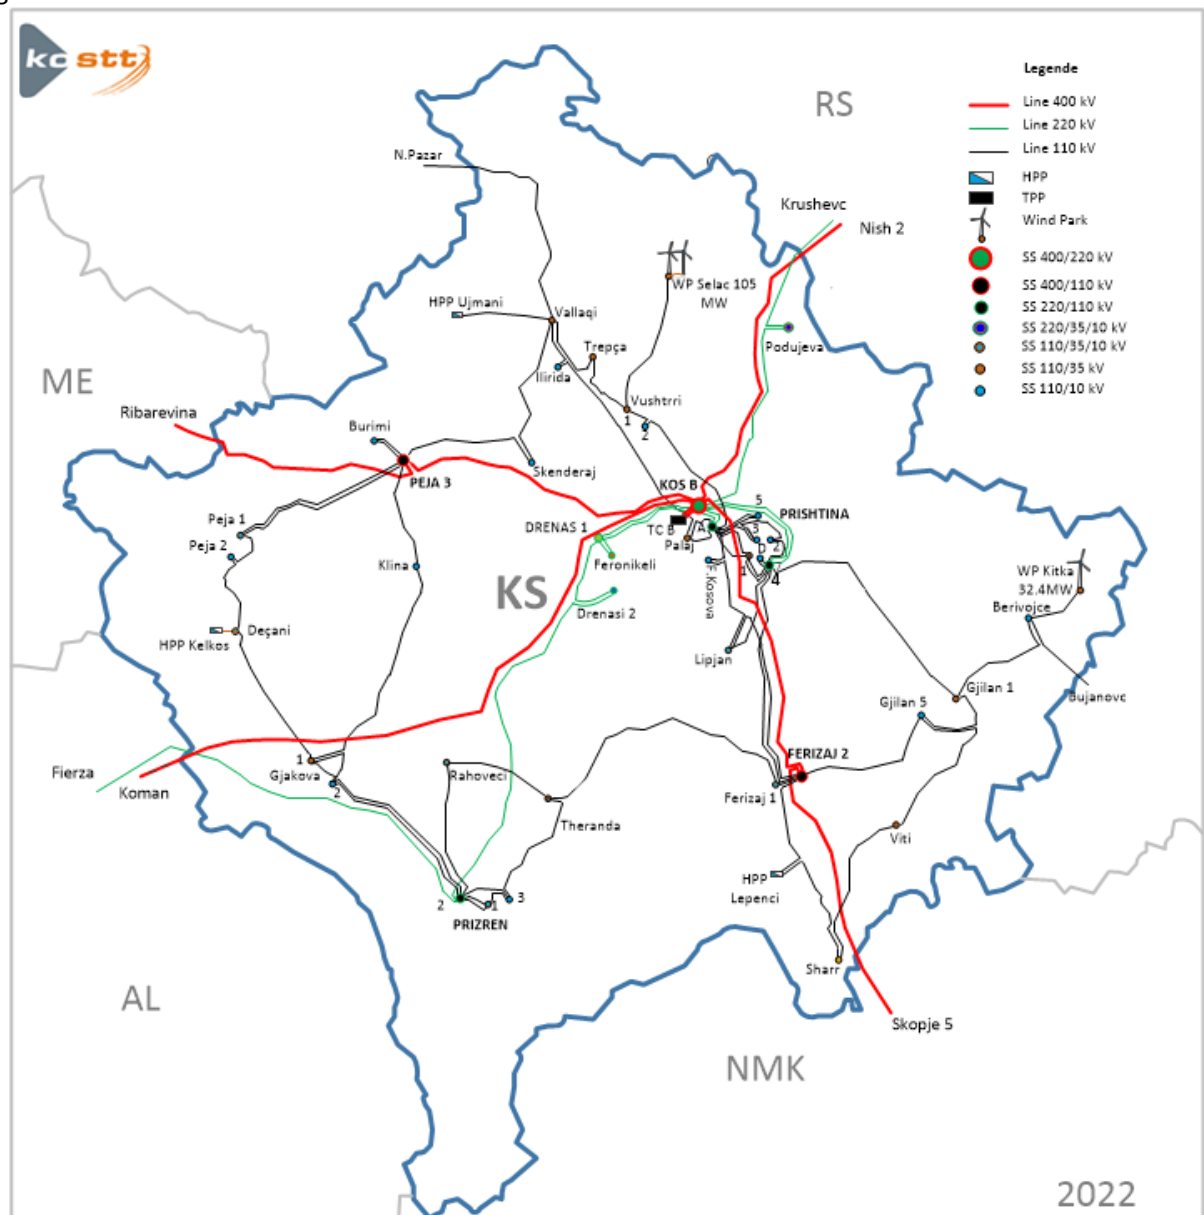 kostt
Legende
Line 400 kV
Line 220 kV
Line 110 kV
HPP
TPP
Wind Park
SS 400/220 kV
SS 400/110 kV
SS 220/110 kV
SS 220/35/10 kV
SS 110/35/10 kV
SS 110/35 kV
SS 110/10 kV
RS
N.Pazar
Krushevc
Nish 2
WP Selac 105
MW
HPP Ujmani
Vallaqi
Trepça
Ilirida
Podujeva
ME
Ribarevina
Burimi
Vushtrri
1
2
Skenderaj
PEJA 3
KOS B
5
PRISHTINA
Peja 1
Peja 2
DRENAS 1
TC B
A
3
2
Palaj
D
1
4
Feronikeli
Klina
F.Kosova
WP Kitka
32.4MW
KS
Drenasi 2
Berivojce
HPP Kelkos
Deçani
Lipjan
Gjilan 1
Bujanovc
Gjilan 5
1
Gjakova
2
Fierza
Koman
Rahoveci
FERIZAJ 2
Ferizaj 1
Theranda
Viti
HPP
Lepenci
2
1
3
PRIZREN
Sharr
AL
Skopje 5
NMK
2022